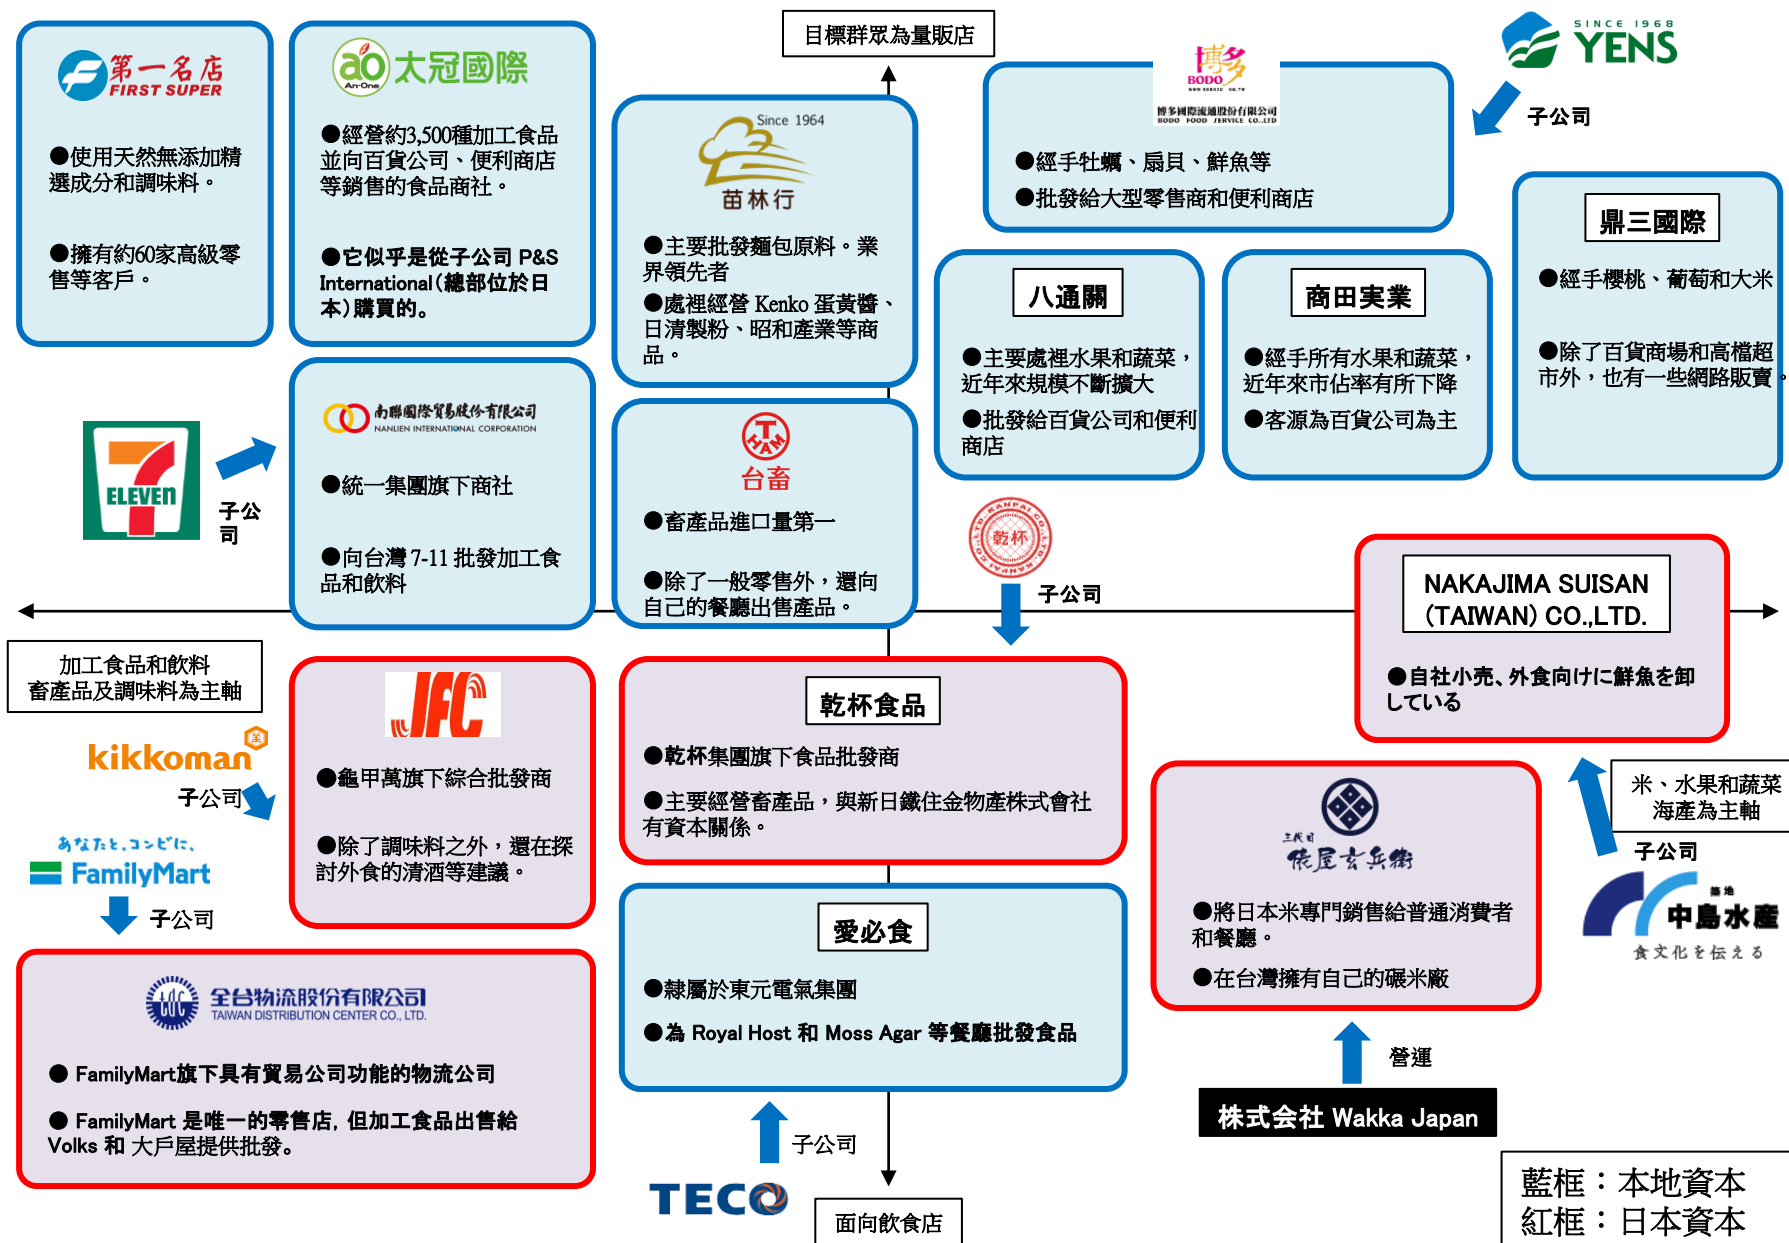 目標群眾為量販店
第一名店
FIRST SUPER
●使用天然無添加精
選成分和調味料。
●擁有約60家高級零
售等客戶。
ao
An-One
太冠國際
●經營約3,500種加工食品
並向百貨公司、便利商店
等銷售的食品商社。
●它似乎是從子公司 P&S
International(總部位於日
本)購買的。
Since 1964
苗林行
●主要批發麵包原料。業
界領先者
●處裡經營 Kenko 蛋黃醬、
日清製粉、昭和產業等商
品。
博多
BODO
博多國際流通股份有限公司
BODO FOOD SERVICE CO.,LTD
●經手牡蠣、扇貝、鮮魚等
●批發給大型零售商和便利商店
SINCE 1968
YENS
子公司
八通關
●主要處裡水果和蔬菜，
近年來規模不斷擴大
●批發給百貨公司和便利
商店
商田実業
●經手所有水果和蔬菜，
近年來市佔率有所下降
●客源為百貨公司為主
鼎三國際
●經手櫻桃、葡萄和大米
●除了百貨商場和高檔超
市外，也有一些網路販賣。
7
ELEVEN
子公
司
南聯國際貿易股份有限公司
NANLIEN INTERNATIONAL CORPORATION
●統一集團旗下商社
●向台灣 7-11 批發加工食
品和飲料
T
HAM
台畜
●畜產品進口量第一
●除了一般零售外，還向
自己的餐廳出售產品。
KANPAI CO.,LTD.
乾杯
子公司
NAKAJIMA SUISAN
(TAIWAN) CO.,LTD.
●自社小売、外食向けに鮮魚を卸
している
加工食品和飲料
畜產品及調味料為主軸
米、水果和蔬菜
海產為主軸
kikkoman
子公司
JFC
●龜甲萬旗下綜合批發商
●除了調味料之外，還在探
討外食的清酒等建議。
乾杯食品
●乾杯集團旗下食品批發商
●主要經營畜產品，與新日鐵住金物產株式會社
有資本關係。
三代目
俵屋玄兵衛
●將日本米專門銷售給普通消費者
和餐廳。
●在台灣擁有自己的碾米廠
營運
株式会社 Wakka Japan
子公司
築地
中島水産
食文化を伝える
あなたと、コンビに、
FamilyMart
子公司
tdc
全台物流股份有限公司
TAIWAN DISTRIBUTION CENTER CO., LTD.
● FamilyMart旗下具有貿易公司功能的物流公司
● FamilyMart 是唯一的零售店, 但加工食品出售給
Volks 和 大戶屋提供批發。
愛必食
●隸屬於東元電氣集團
●為 Royal Host 和 Moss Agar 等餐廳批發食品
子公司
TECO
面向飲食店
藍框：本地資本
紅框：日本資本